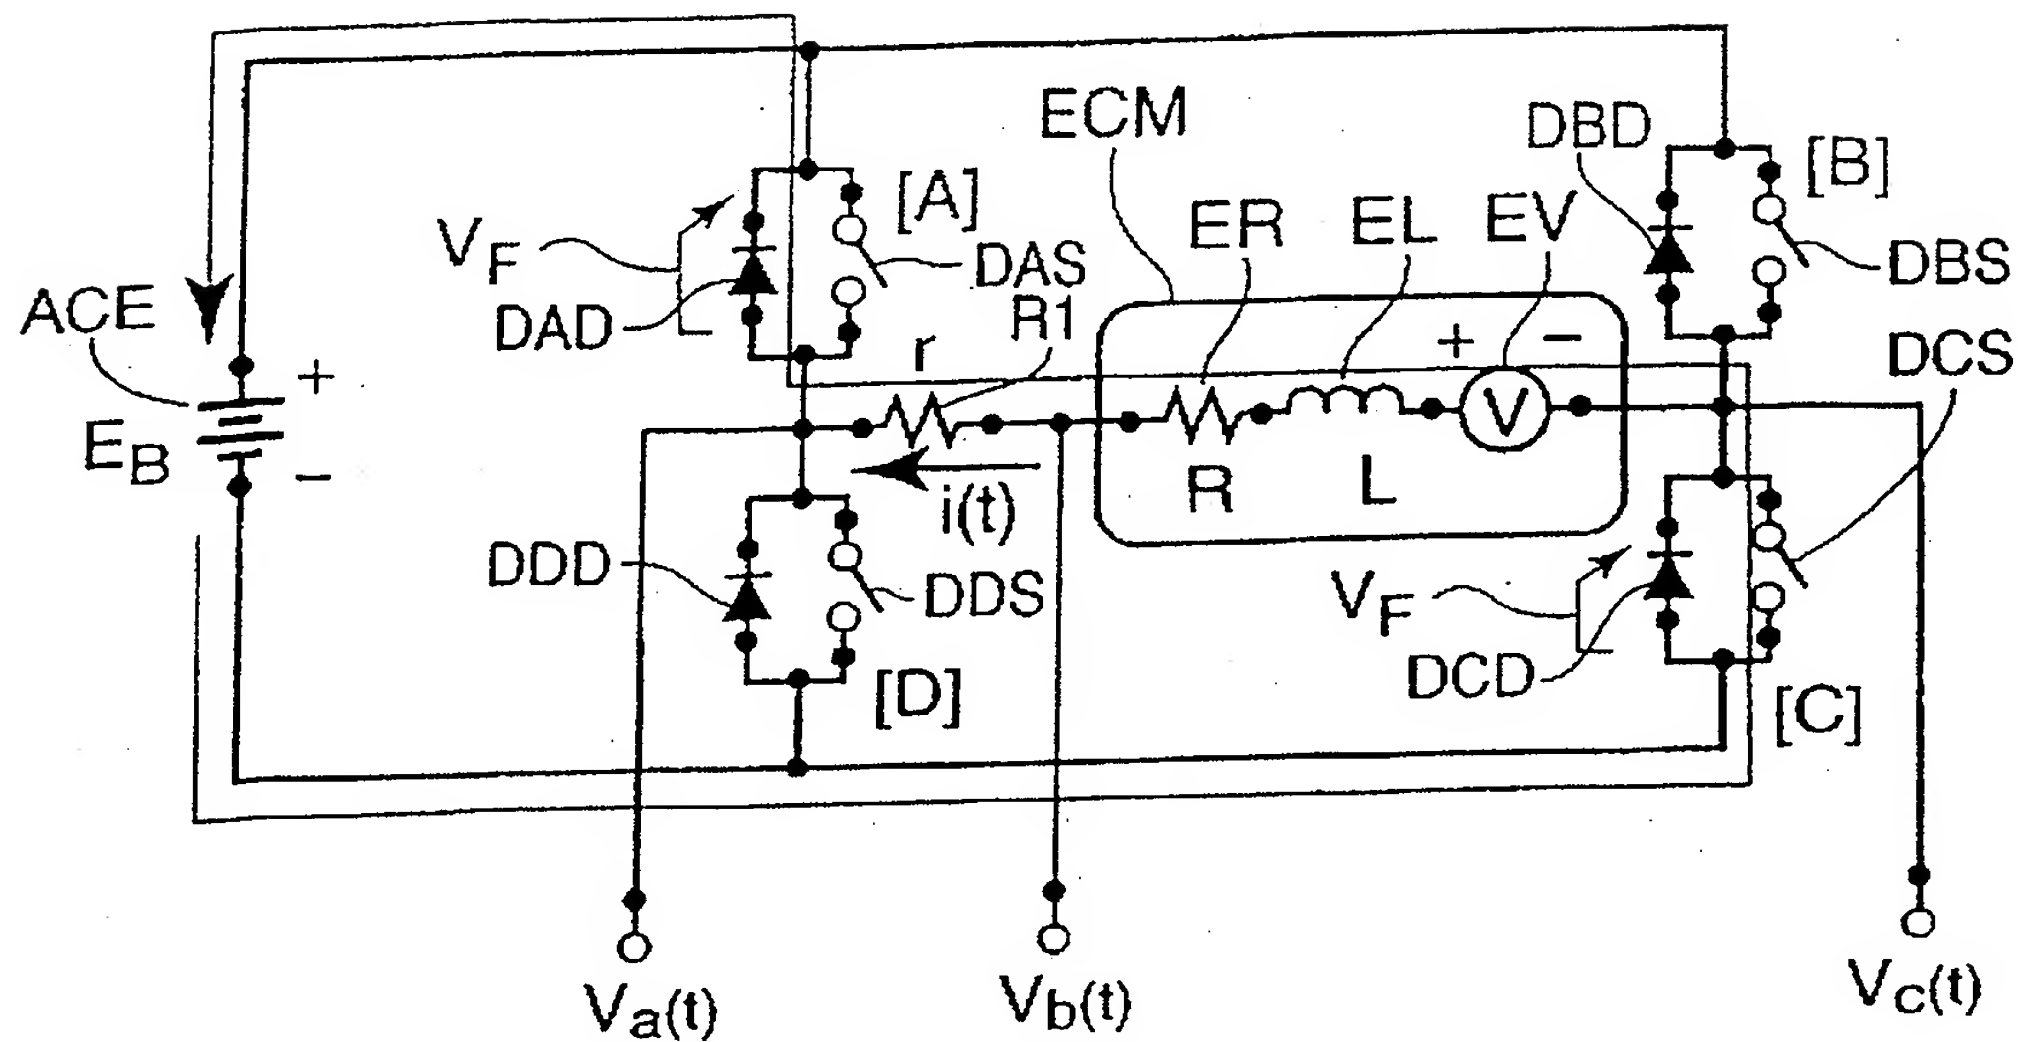 ECM
DBD
[B]
[A]
VF
ER
EL
EV
DAS
DBS
ACE
DAD
R1
r
+
−
DCS
+
EB
−
i(t)
R
L
DDD
DDS
VF
DCD
[D]
[C]
V
Va(t)
Vb(t)
Vc(t)